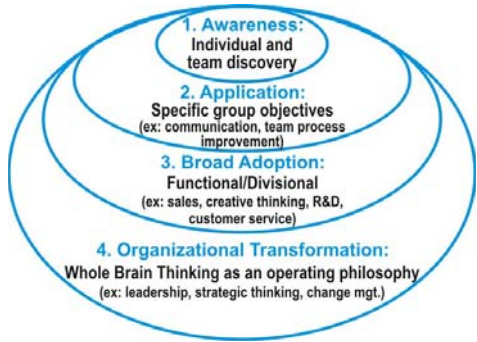 1. Awareness:
Individual and
team discovery
2. Application:
Specific group objectives
(ex: communication, team process
improvement)
3. Broad Adoption:
Functional/Divisional
(ex: sales, creative thinking, R&D,
customer service)
4. Organizational Transformation:
Whole Brain Thinking as an operating philosophy
(ex: leadership, strategic thinking, change mgt.)